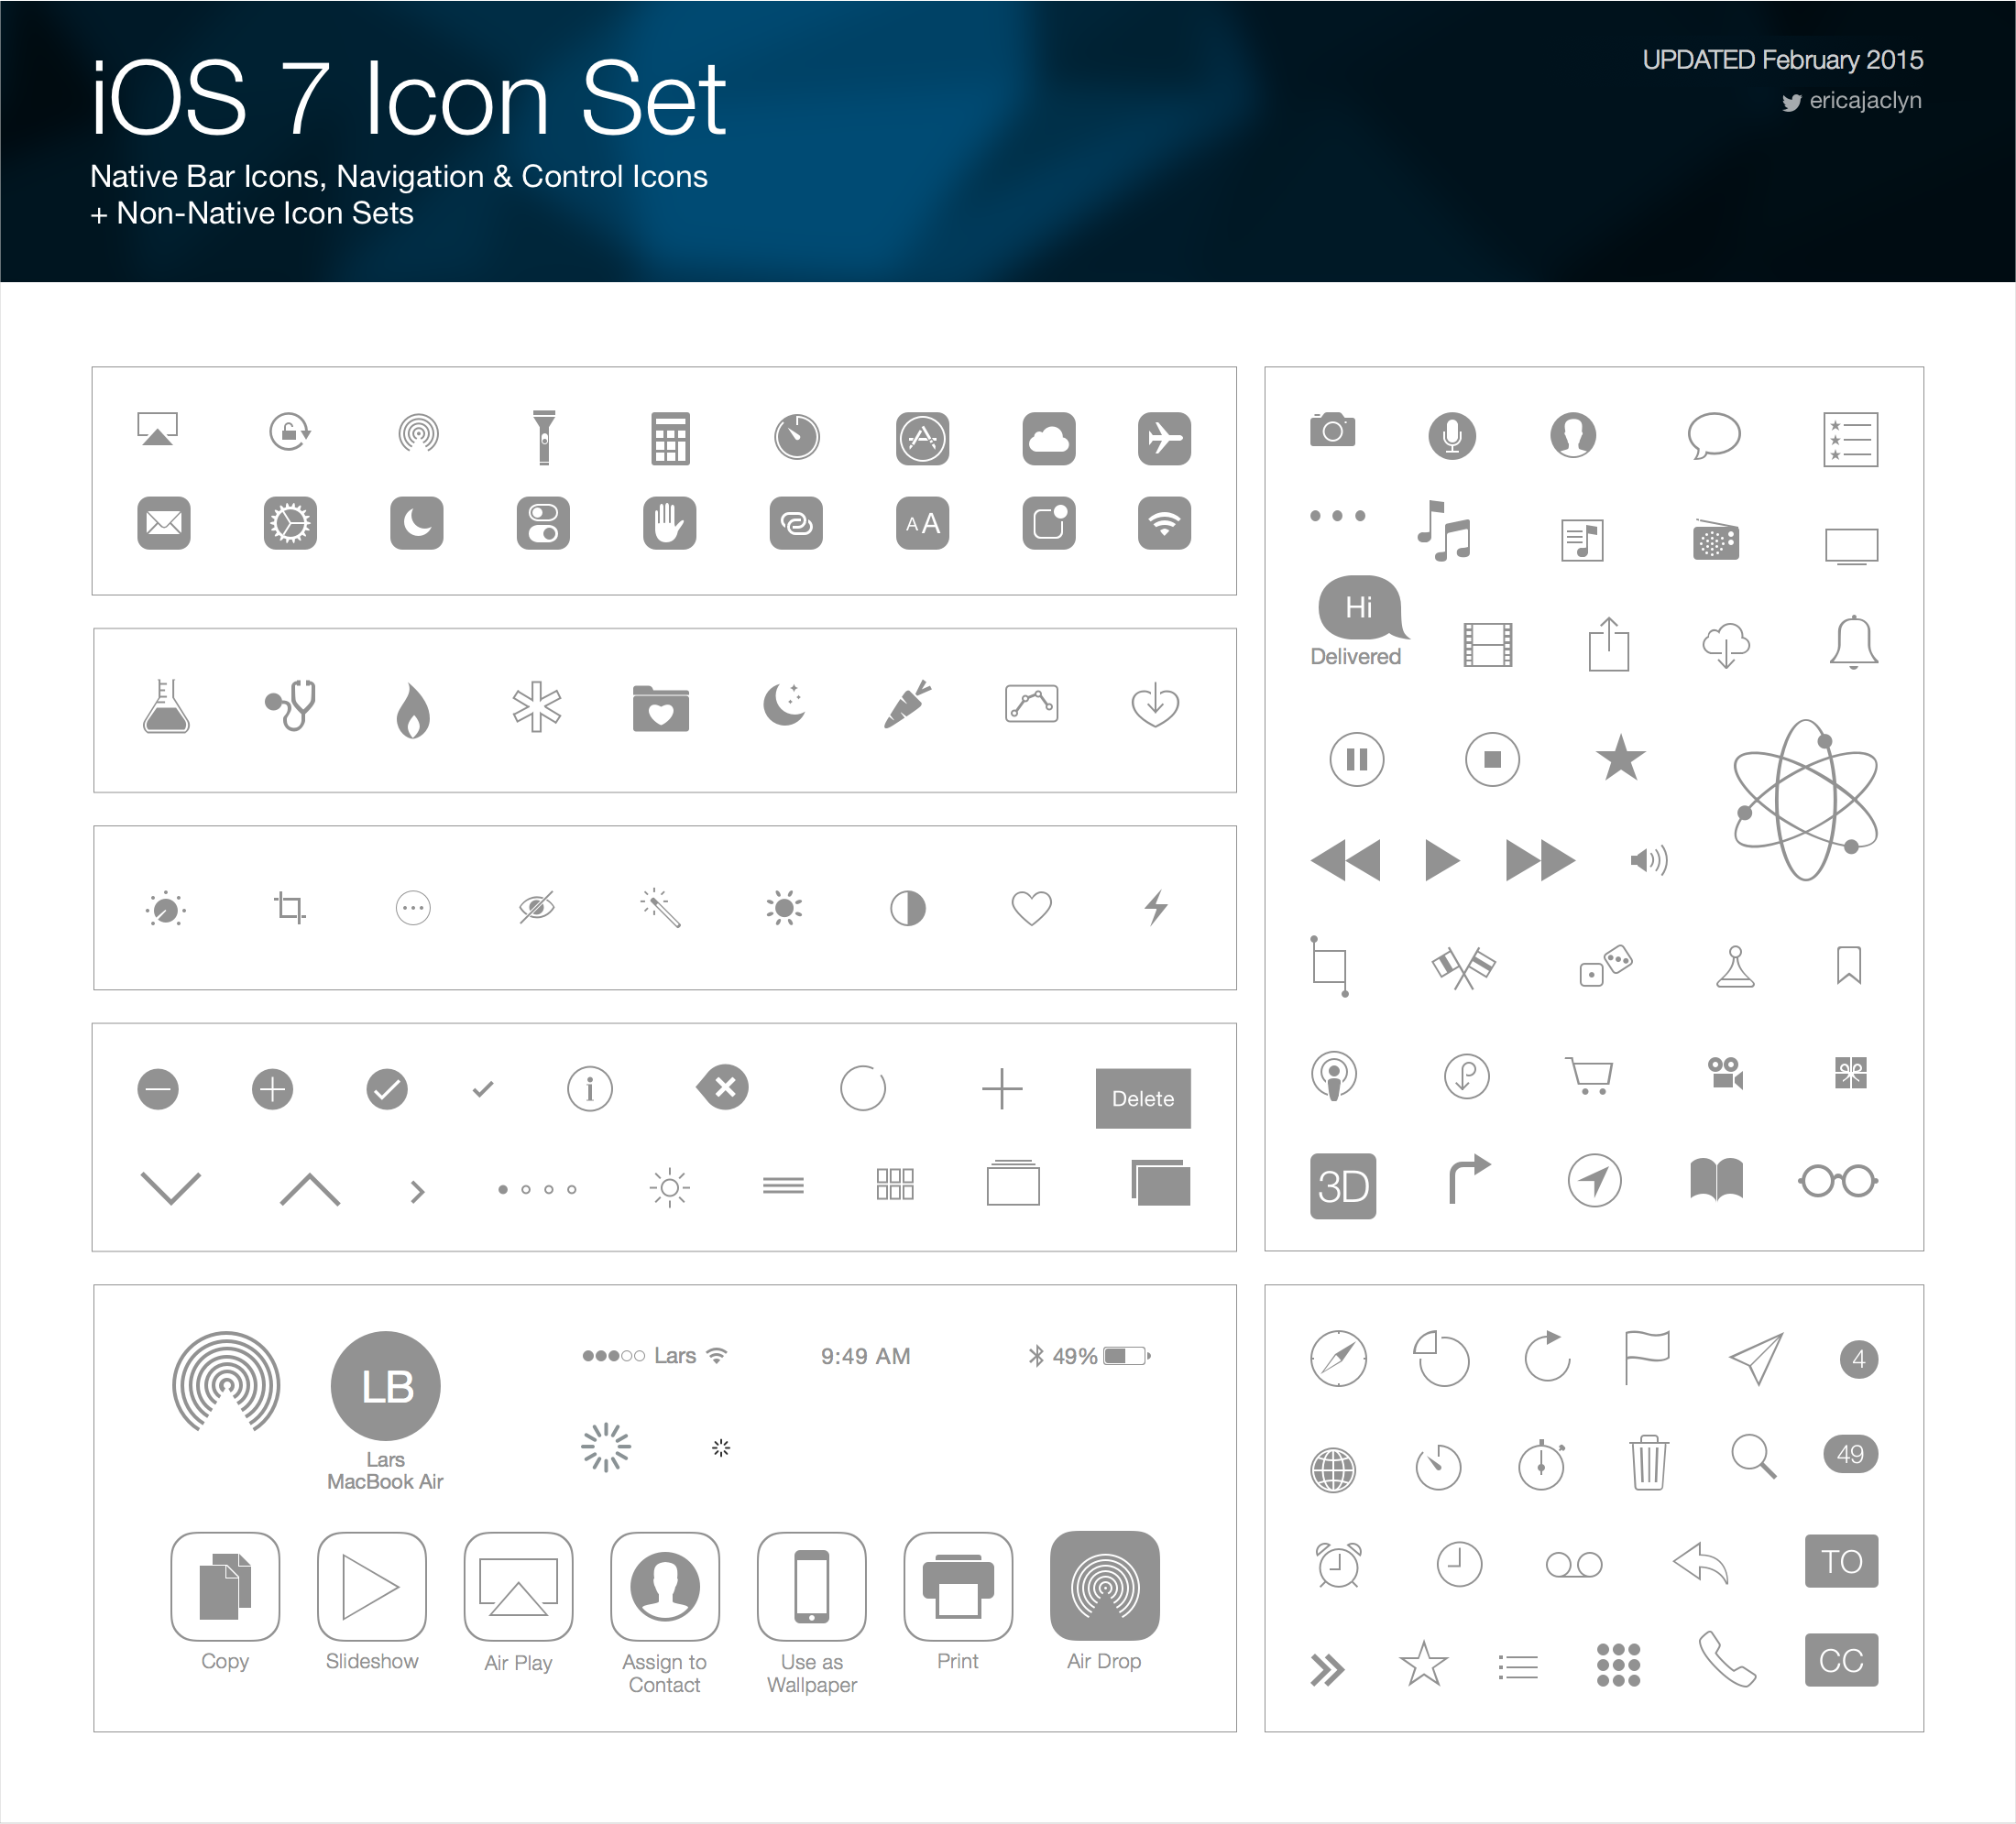 iOS 7 Icon Set
Native Bar Icons, Navigation & Control Icons
+ Non-Native Icon Sets
UPDATED February 2015
ericajaclyn
A A
Hi
Delivered
i
Delete
3D
LB
Lars
MacBook Air
Lars
9:49 AM
49%
Copy
Slideshow
Air Play
Assign to
Contact
Use as
Wallpaper
Print
Air Drop
4
49
TO
CC